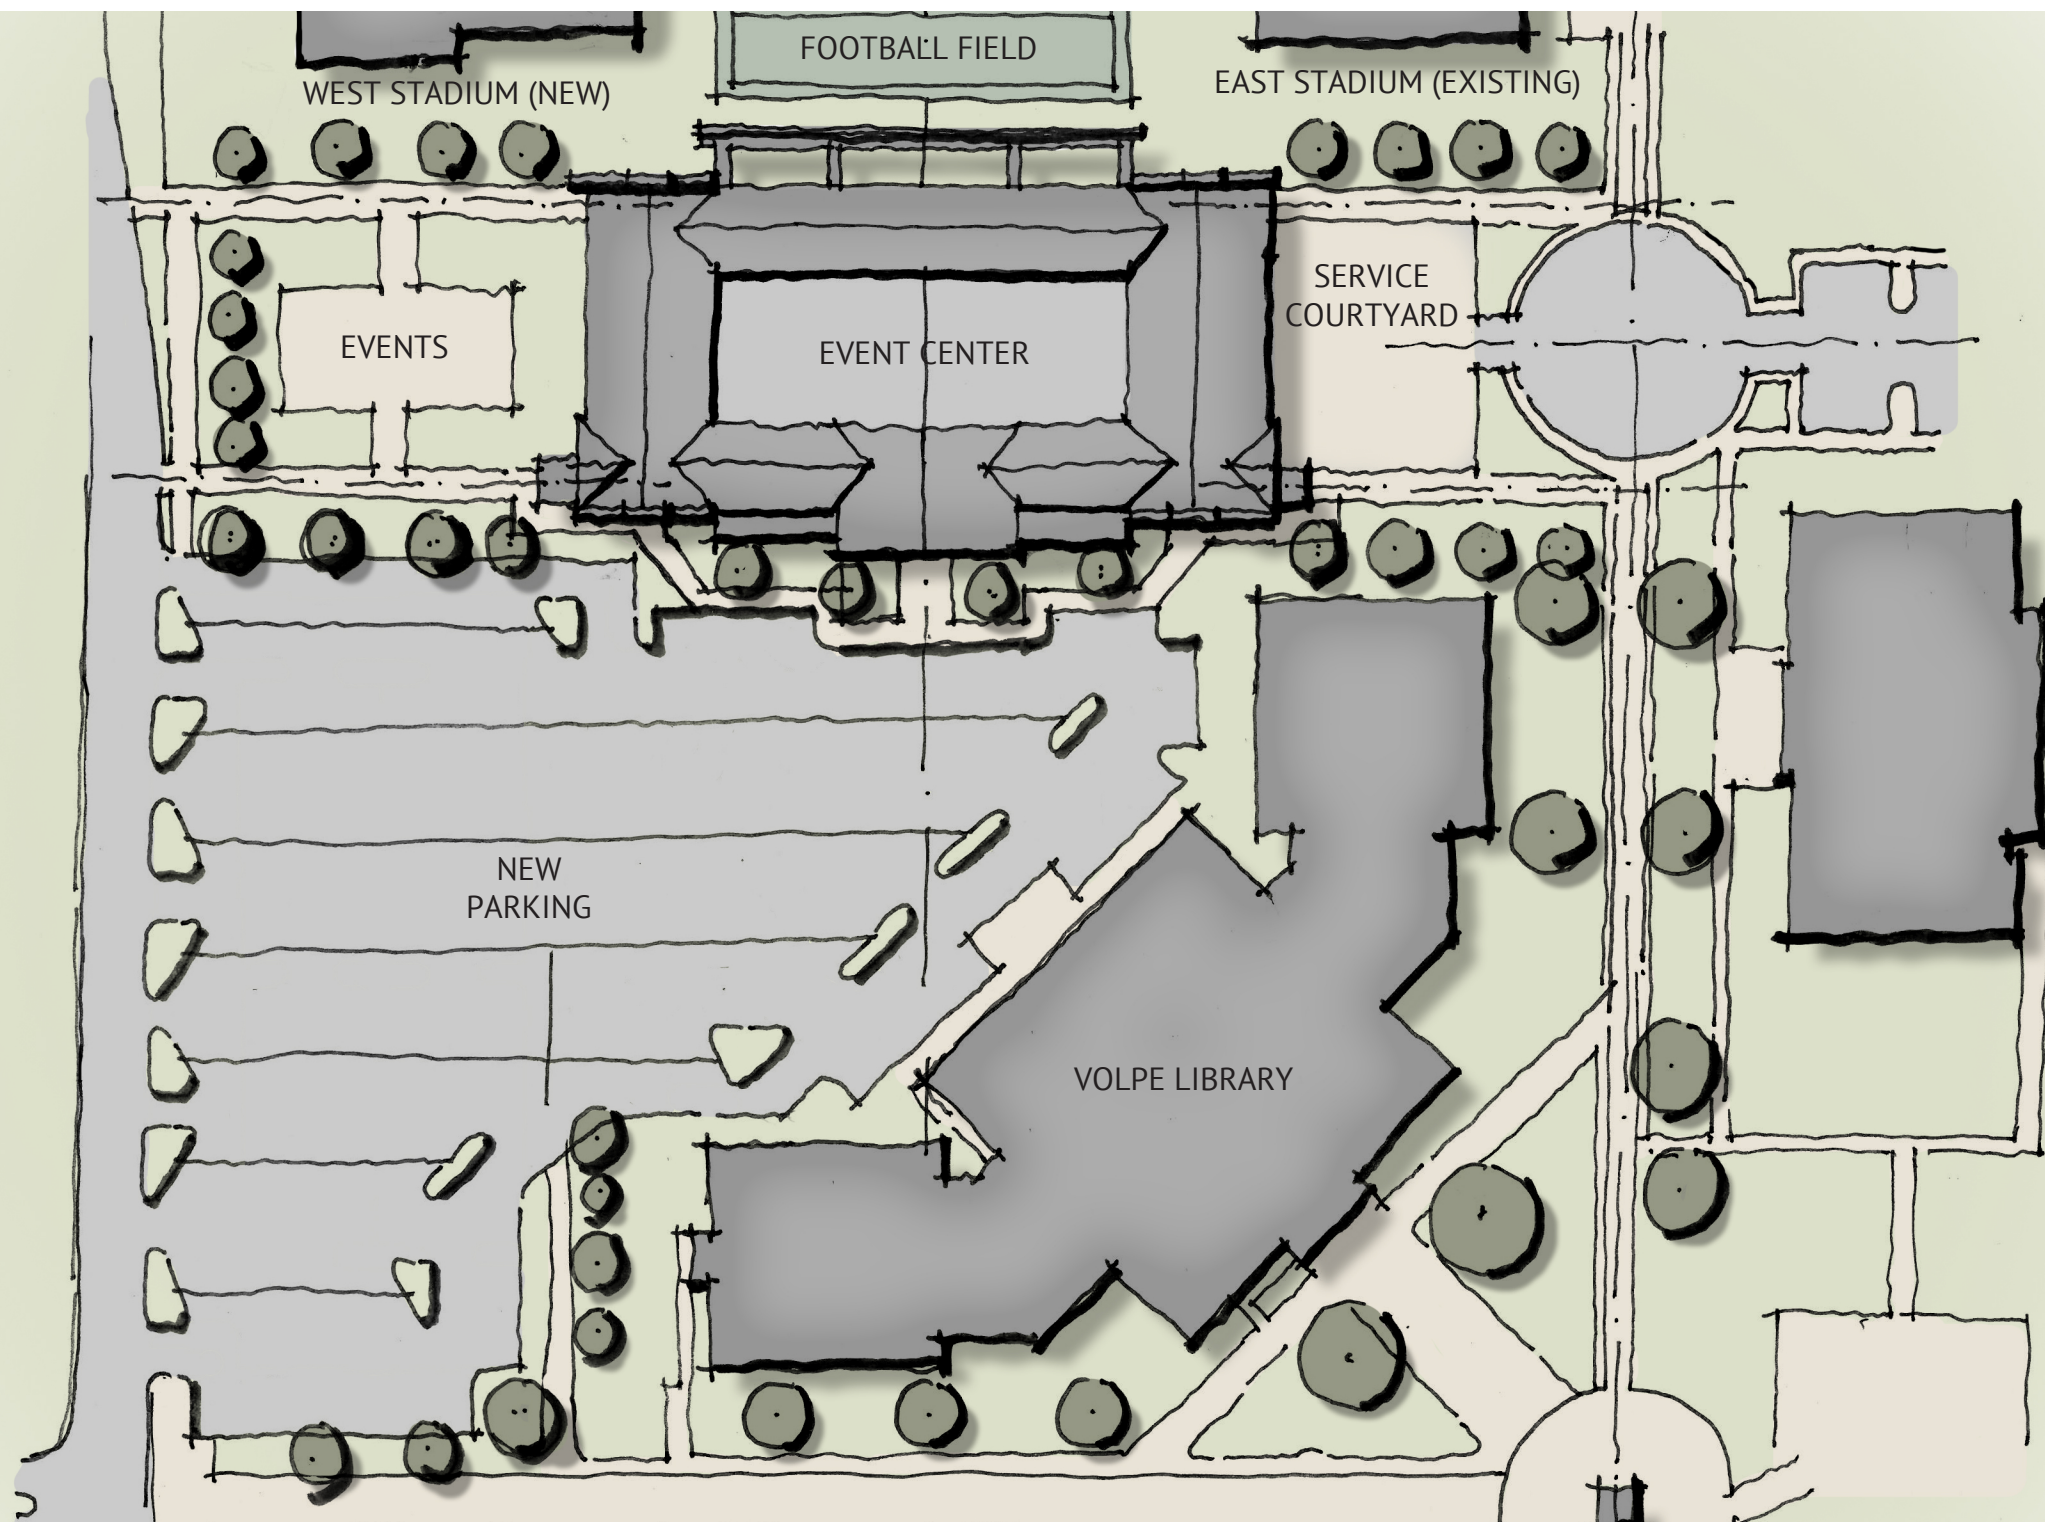 FOOTBALL FIELD
WEST STADIUM (NEW)
EAST STADIUM (EXISTING)
SERVICE
COURTYARD
EVENTS
EVENT CENTER
NEW
PARKING
VOLPE LIBRARY